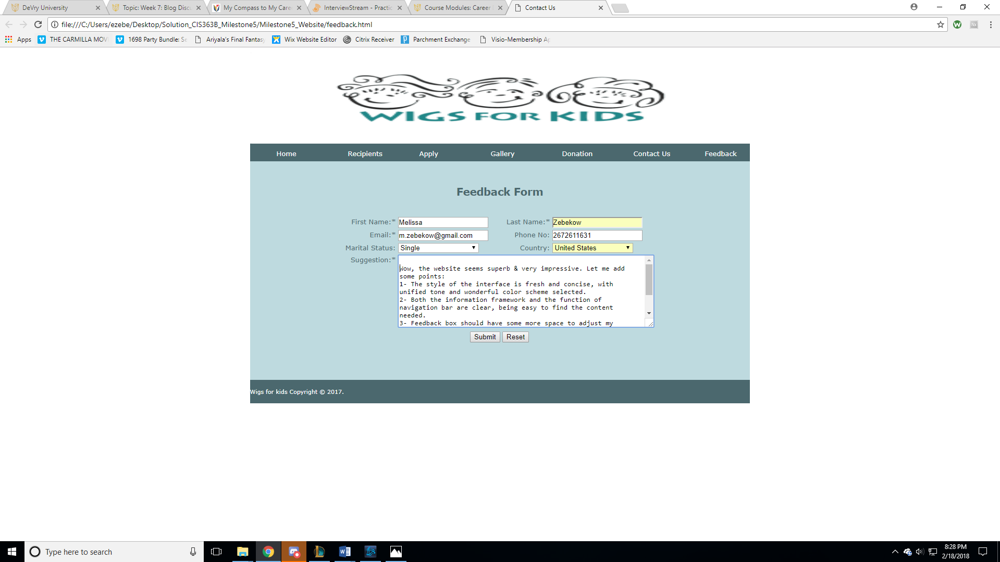 DeVry University
Topic: Week 7: Blog Discu
My Compass to My Care
InterviewStream - Practic
Course Modules: Career
Contact Us
file:///C:/Users/ezebe/Desktop/Solution_CIS363B_Milestone5/Milestone5_Website/feedback.html
Apps
THE CARMILLA MOV
1698 Party Bundle: Se
Ariyala's Final Fantasy
Wix Website Editor
Citrix Receiver
Parchment Exchange
Visio-Membership Ap
WIGS FOR KIDS
Home Recipients Apply Gallery Donation Contact Us Feedback
Feedback Form
First Name:* Melissa Last Name:* Zebekow
Email:* m.zebekow@gmail.com Phone No: 2672611631
Marital Status: Single Country: United States
Suggestion:*
Wow, the website seems superb & very impressive. Let me add
some points:
1- The style of the interface is fresh and concise, with
unified tone and wonderful color scheme selected.
2- Both the information framework and the function of
navigation bar are clear, being easy to find the content
needed.
3- Feedback box should have some more space to adjust my
Submit Reset
Wigs for kids Copyright © 2017.
Type here to search
8:28 PM
2/18/2018